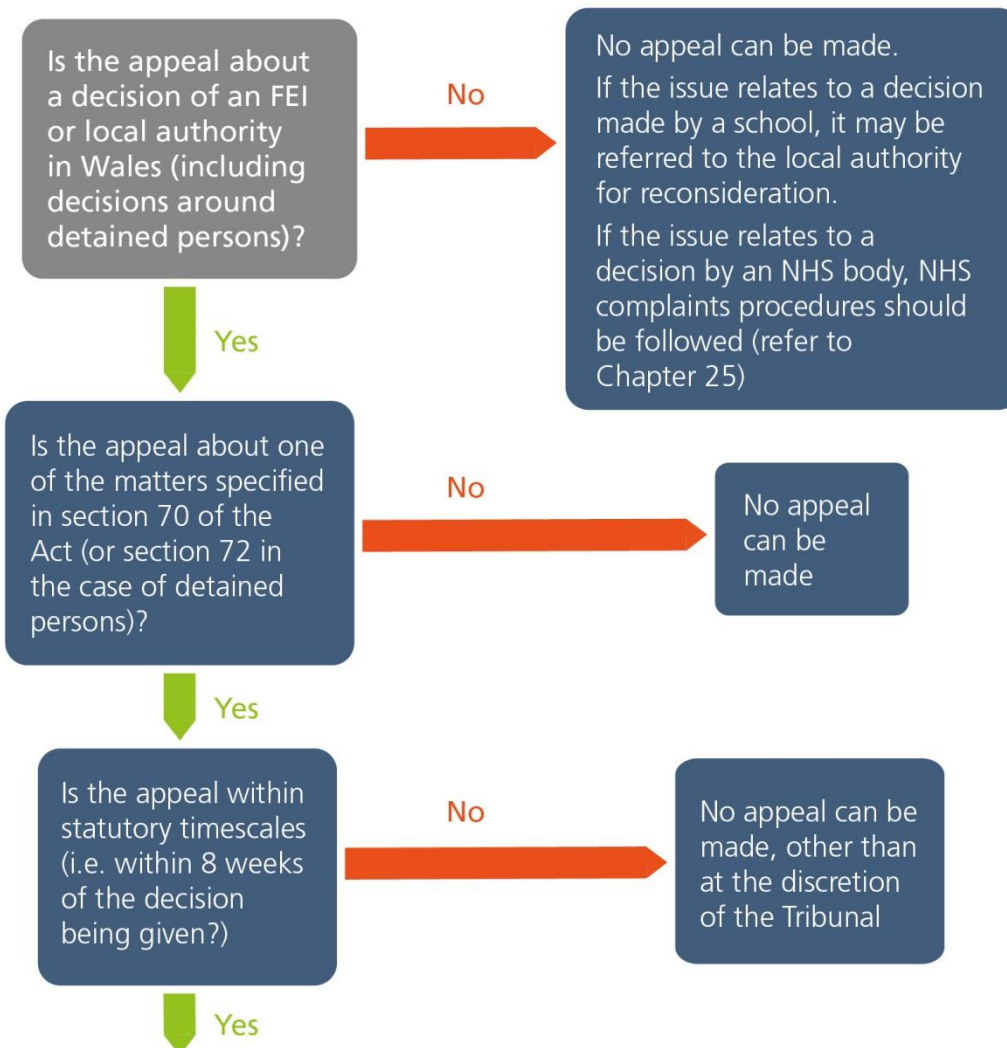 Is the appeal about
a decision of an FEI
or local authority
in Wales (including
decisions around
detained persons)?
No
No appeal can be made.
If the issue relates to a decision
made by a school, it may be
referred to the local authority
for reconsideration.
If the issue relates to a
decision by an NHS body, NHS
complaints procedures should
be followed (refer to
Chapter 25)
Yes
Is the appeal about one
of the matters specified
in section 70 of the
Act (or section 72 in
the case of detained
persons)?
No
No appeal
can be
made
Yes
Is the appeal within
statutory timescales
(i.e. within 8 weeks
of the decision
being given?)
No
No appeal can be
made, other than
at the discretion
of the Tribunal
Yes